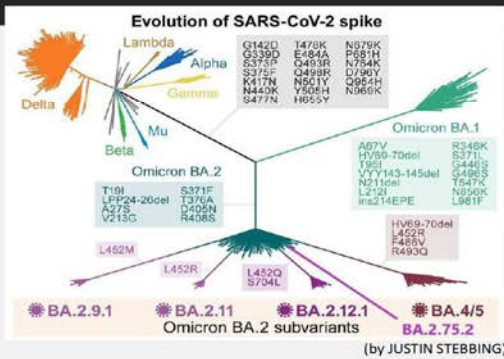 Evolution of SARS-CoV-2 spike
Lambda
Alpha
Gamma
Delta
Mu
Beta
G142D T478K N679K
G339D E484A P681H
S373P Q493R N764K
S375F Q498R D796Y
K417N N501Y Q954H
N440K Y505H N969K
S477N H655Y
Omicron BA.1
A67V R346K
HV69-70del S371L
T95I G446S
VYY143-145del G496S
N211del T547K
L212I N856K
ins214EPE L981F
Omicron BA.2
T19I S371F
LPP24-26del T376A
A27S D405N
V213G R408S
HV69-70del
L452R
F486V
R493Q
L452M
L452R
L452Q
S704L
BA.2.9.1
BA.2.11
BA.2.12.1
BA.4/5
Omicron BA.2 subvariants
BA.2.75.2
(by JUSTIN STEBBING)